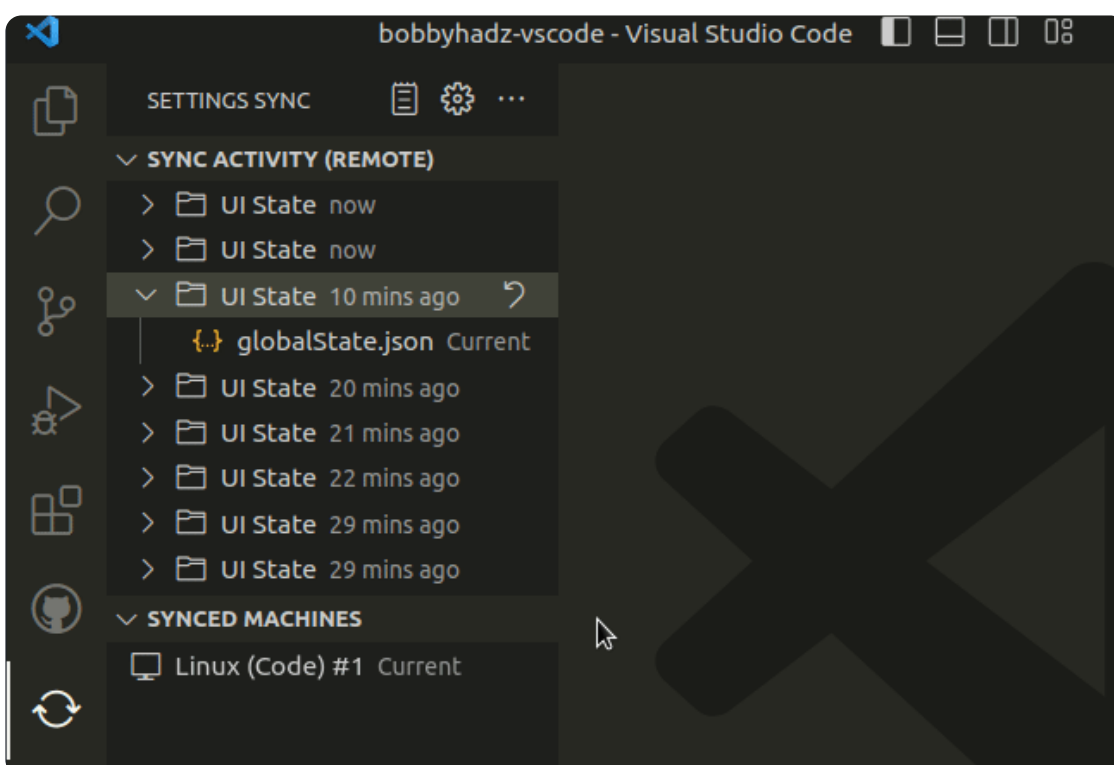 bobbyhadz-vscode - Visual Studio Code
SETTINGS SYNC
SYNC ACTIVITY (REMOTE)
UI State now
UI State now
UI State 10 mins ago
{..} globalState.json Current
UI State 20 mins ago
UI State 21 mins ago
UI State 22 mins ago
UI State 29 mins ago
UI State 29 mins ago
SYNCED MACHINES
Linux (Code) #1 Current